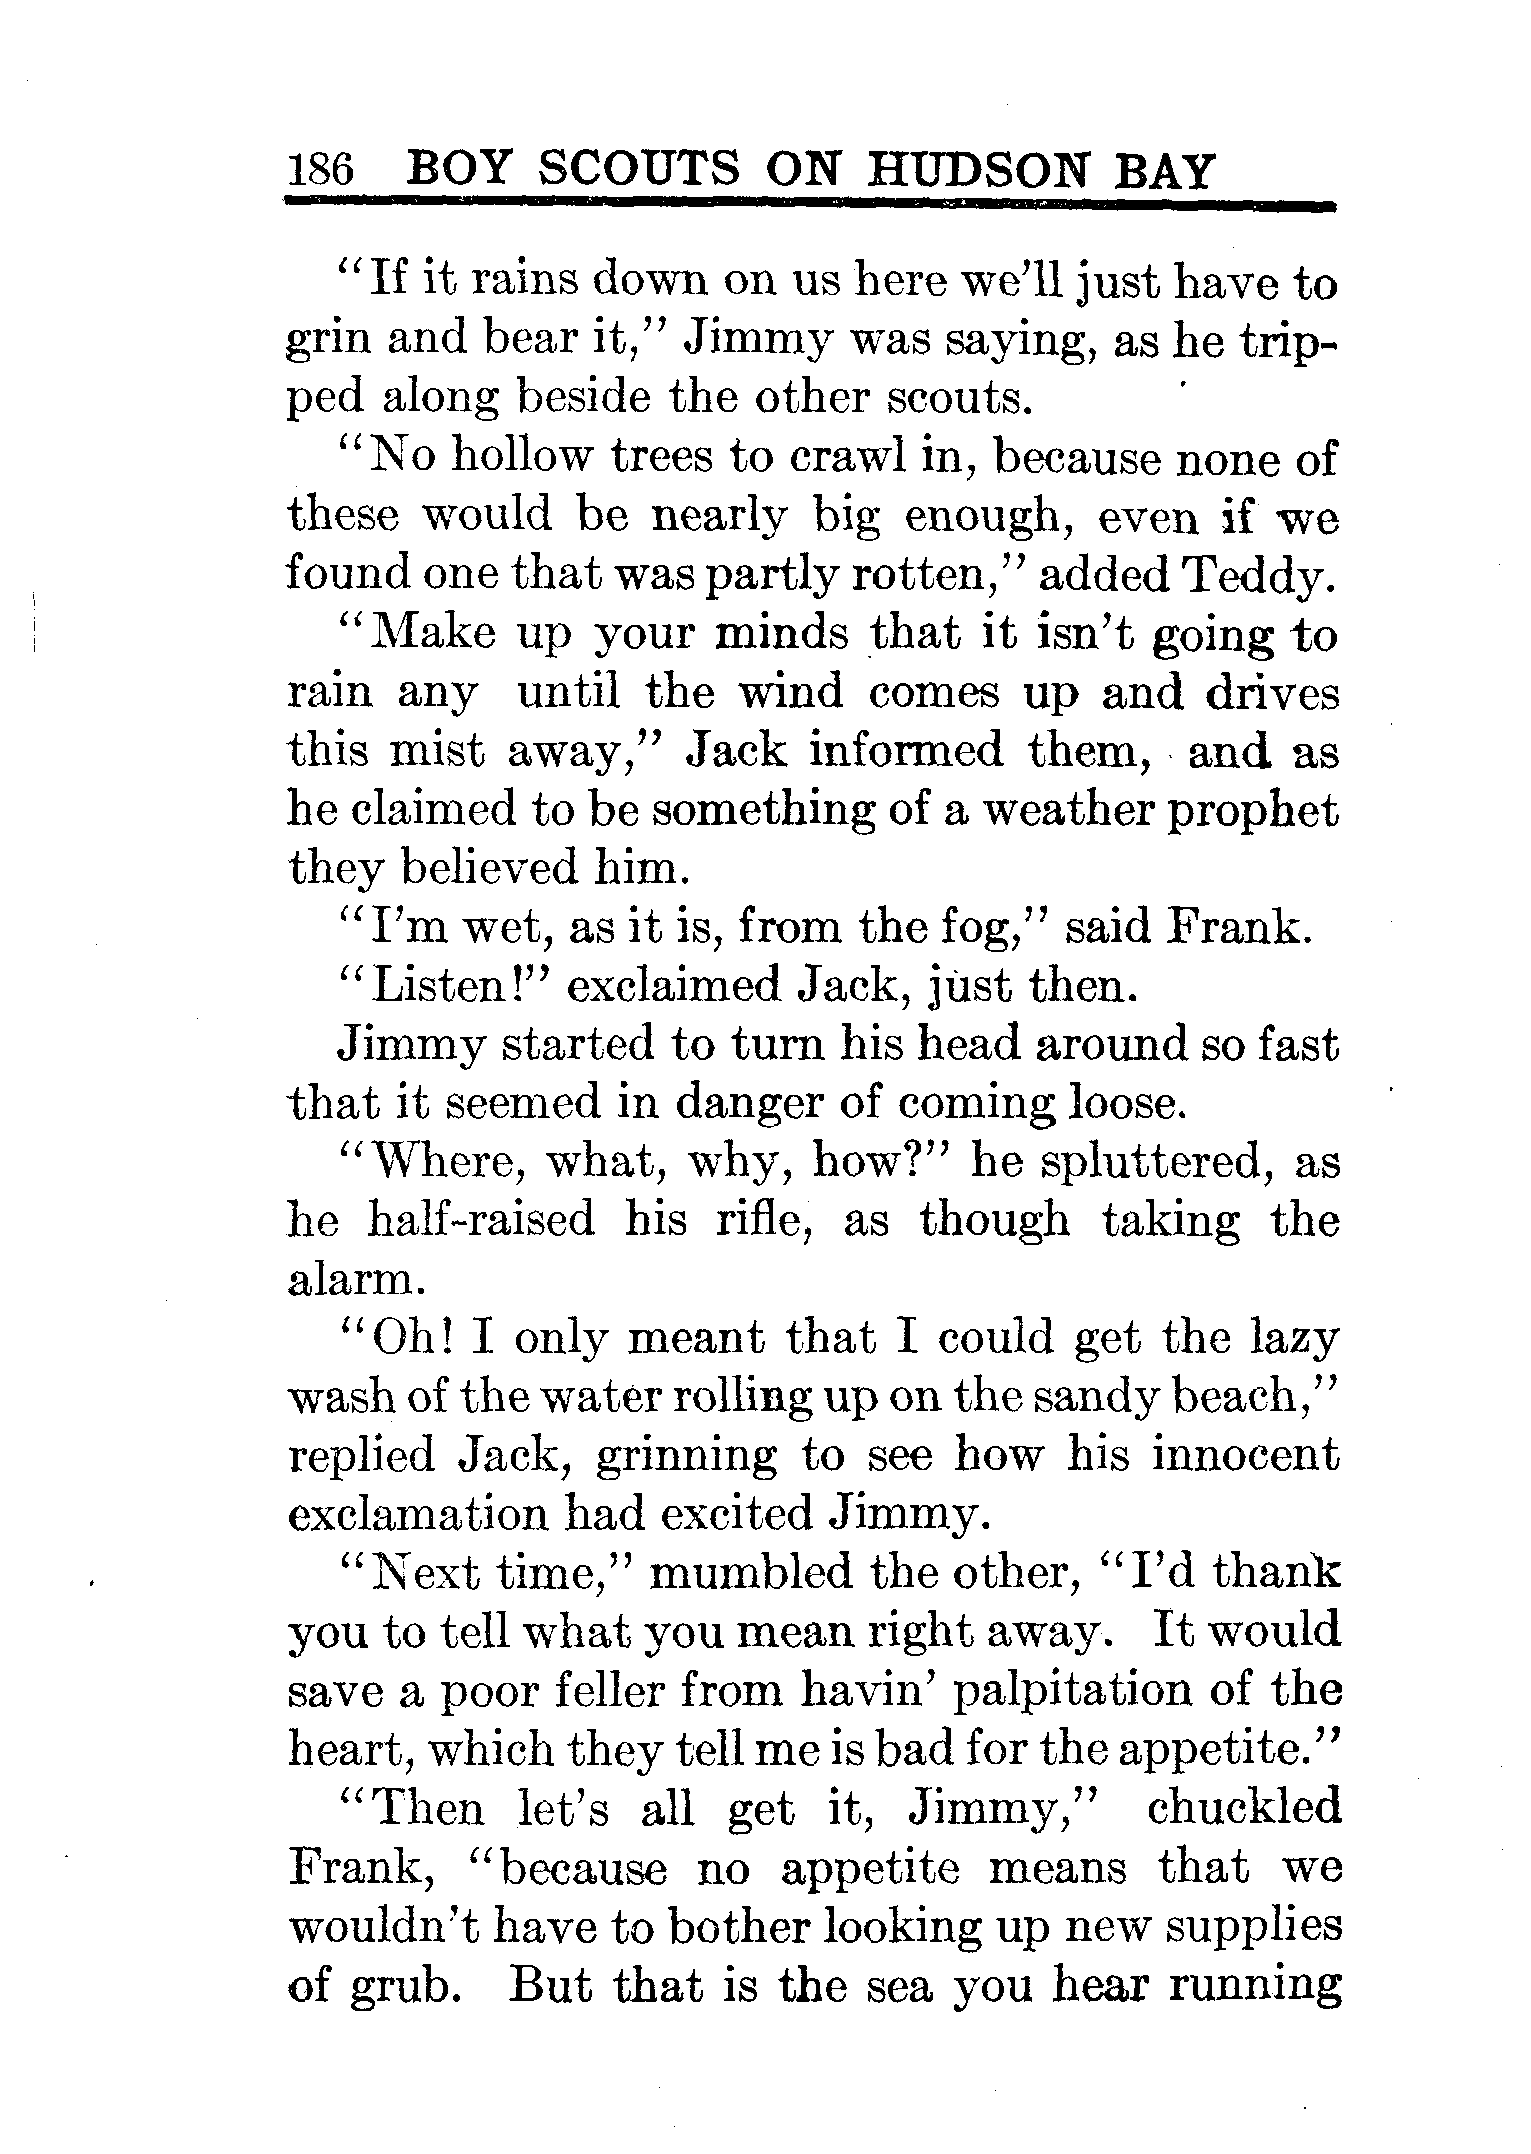 186 BOY SCOUTS ON HUDSON BAY
“If it rains down on us here we’ll just have to
grin and bear it,” Jimmy was saying, as he trip-
ped along beside the other scouts.
“No hollow trees to crawl in, because none of
these would be nearly big enough, even if we
found one that was partly rotten,” added Teddy.
“Make up your minds that it isn’t going to
rain any until the wind comes up and drives
this mist away,” Jack informed them, and as
he claimed to be something of a weather prophet
they believed him.
“I’m wet, as it is, from the fog,” said Frank.
“Listen!” exclaimed Jack, just then.
Jimmy started to turn his head around so fast
that it seemed in danger of coming loose.
“Where, what, why, how?” he spluttered, as
he half-raised his rifle, as though taking the
alarm.
“Oh! I only meant that I could get the lazy
wash of the water rolling up on the sandy beach,”
replied Jack, grinning to see how his innocent
exclamation had excited Jimmy.
“Next time,” mumbled the other, “I’d thank
you to tell what you mean right away. It would
save a poor feller from havin’ palpitation of the
heart, which they tell me is bad for the appetite.”
“Then let’s all get it, Jimmy,” chuckled
Frank, “because no appetite means that we
wouldn’t have to bother looking up new supplies
of grub. But that is the sea you hear running